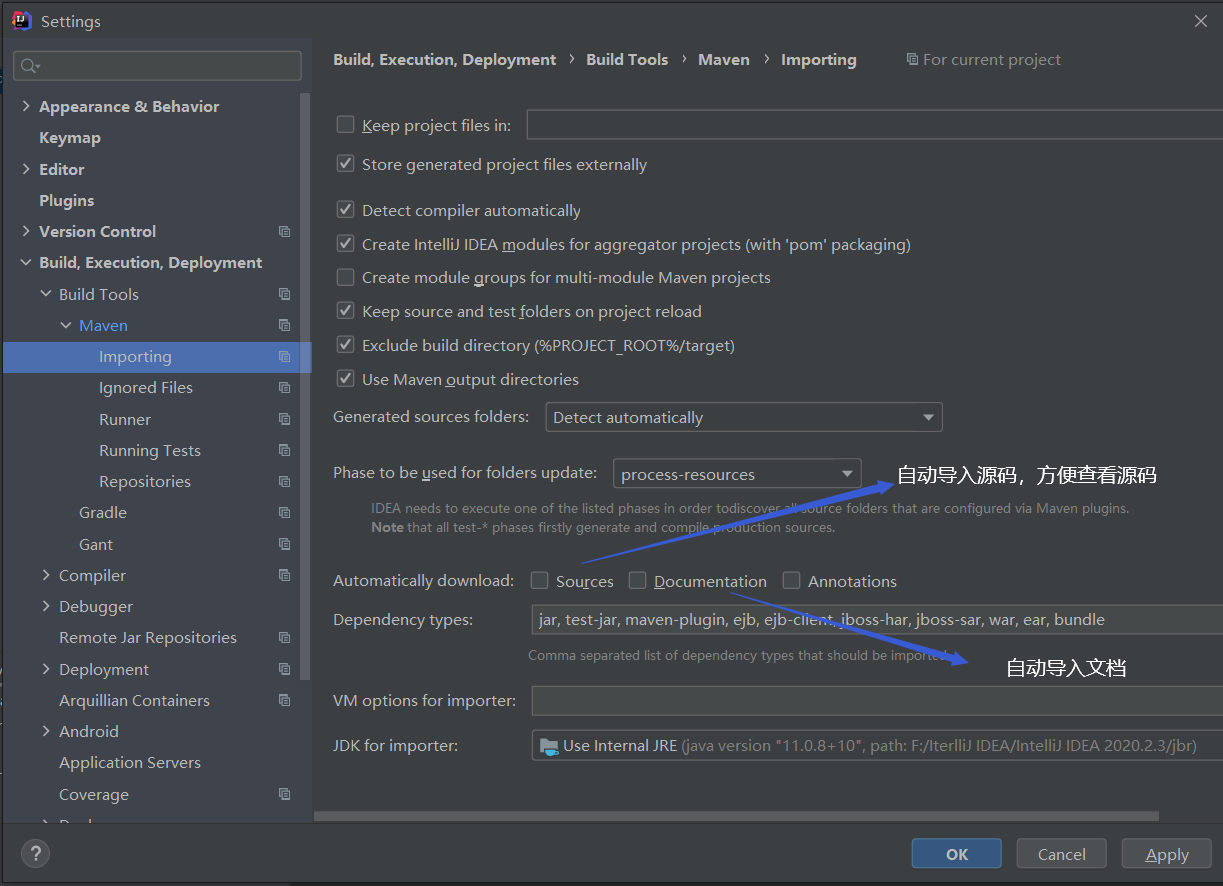 Settings
Build, Execution, Deployment › Build Tools › Maven › Importing For current project
Appearance & Behavior
Keymap
Editor
Plugins
Version Control
Build, Execution, Deployment
Build Tools
Maven
Importing
Ignored Files
Runner
Running Tests
Repositories
Gradle
Gant
Compiler
Debugger
Remote Jar Repositories
Deployment
Arquillian Containers
Android
Application Servers
Coverage
Keep project files in:
Store generated project files externally
Detect compiler automatically
Create IntelliJ IDEA modules for aggregator projects (with 'pom' packaging)
Create module groups for multi-module Maven projects
Keep source and test folders on project reload
Exclude build directory (%PROJECT_ROOT%/target)
Use Maven output directories
Generated sources folders: Detect automatically
Phase to be used for folders update: process-resources
自动导入源码，方便查看源码
IDEA needs to execute one of the listed phases in order todiscover all source folders that are configured via Maven plugins.
Note that all test-* phases firstly generate and compile production sources.
Automatically download: Sources Documentation Annotations
Dependency types: jar, test-jar, maven-plugin, ejb, ejb-client, jboss-har, jboss-sar, war, ear, bundle
Comma separated list of dependency types that should be imported
自动导入文档
VM options for importer:
JDK for importer: Use Internal JRE (java version "11.0.8+10", path: F:/IterlliJ IDEA/IntelliJ IDEA 2020.2.3/jbr)
?
OK Cancel Apply